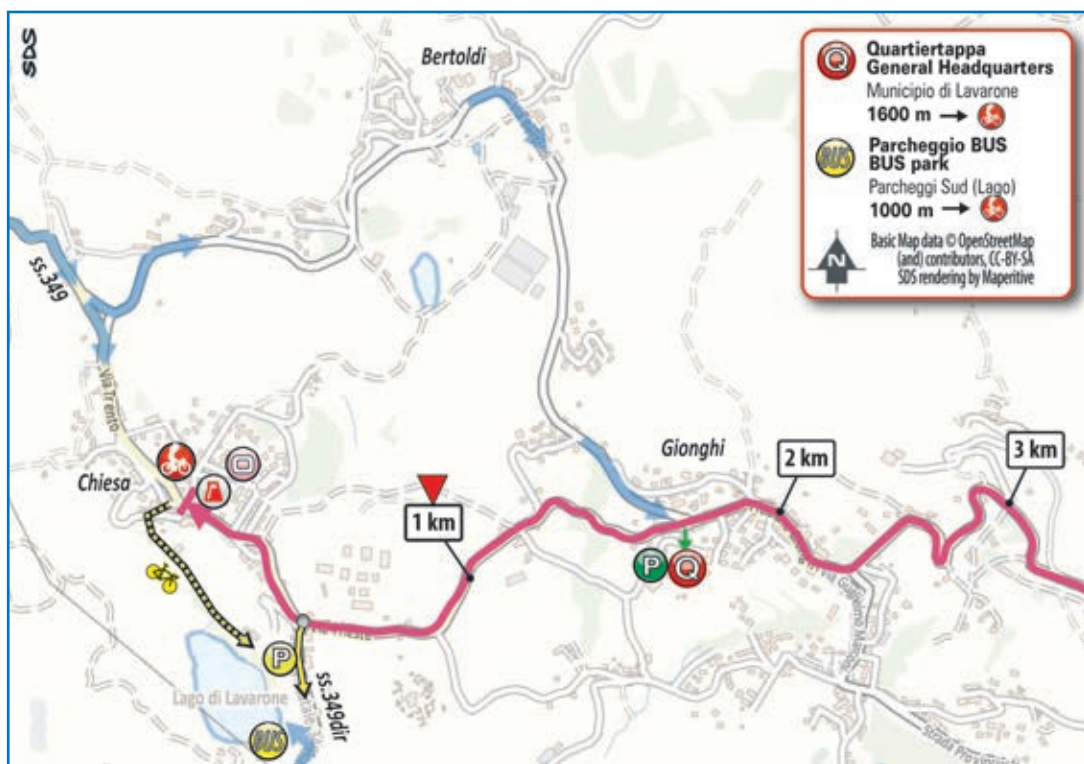 SDS
Bertoldi
Q
Quartiertappa
General Headquarters
Municipio di Lavarone
1600 m
BUS
Parcheggio BUS
BUS park
Parcheggi Sud (Lago)
1000 m
N
Basic Map data © OpenStreetMap
(and) contributors, CC-BY-SA
SDS rendering by Maperitive
ss.349
Via Trento
Chiesa
Gionghi
2 km
3 km
1 km
P
Q
P
ss.349dir
Lago di Lavarone
BUS